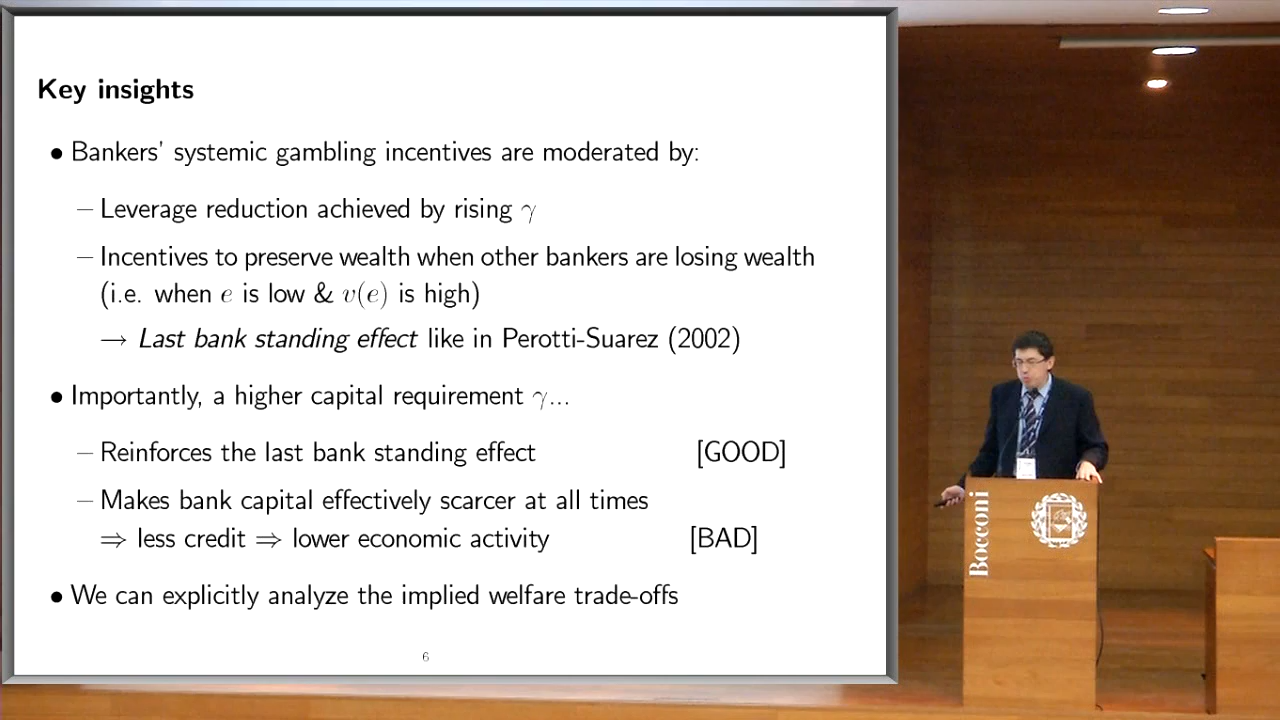 Key insights
• Bankers' systemic gambling incentives are moderated by:
– Leverage reduction achieved by rising γ
– Incentives to preserve wealth when other bankers are losing wealth
(i.e. when e is low & v(e) is high)
→ Last bank standing effect like in Perotti-Suarez (2002)
• Importantly, a higher capital requirement γ...
– Reinforces the last bank standing effect [GOOD]
– Makes bank capital effectively scarcer at all times
⇒ less credit ⇒ lower economic activity [BAD]
• We can explicitly analyze the implied welfare trade-offs
6
Bocconi